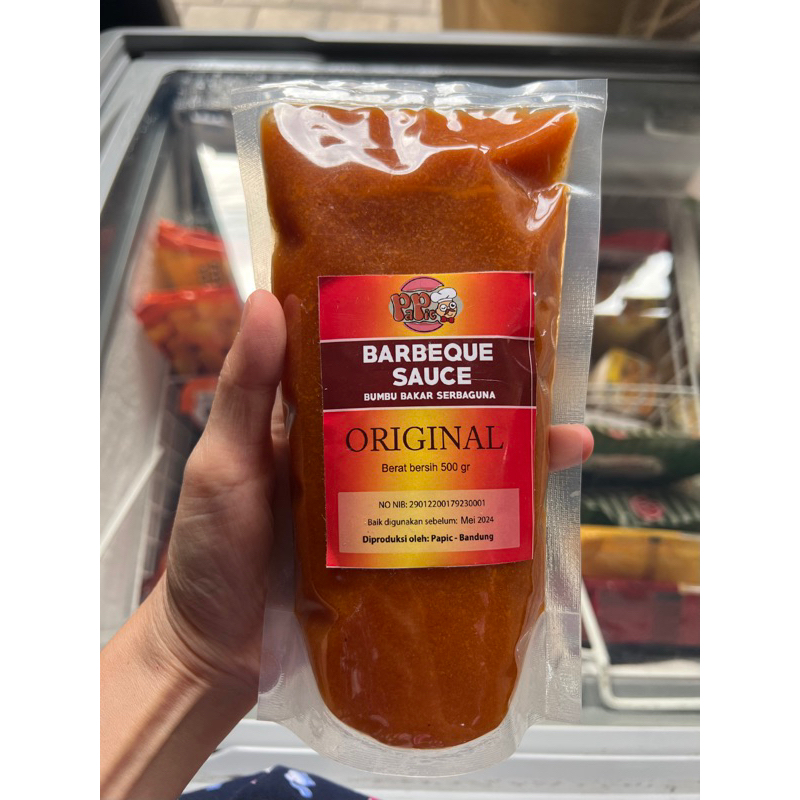 PaPic
BARBEQUE
SAUCE
BUMBU BAKAR SERBAGUNA
ORIGINAL
Berat bersih 500 gr
NO NIB: 29012200179230001
Baik digunakan sebelum: Mei 2024
Diproduksi oleh: Papic - Bandung